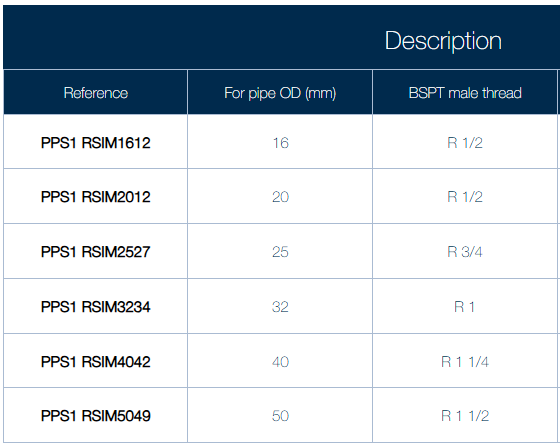 Description
Reference For pipe OD (mm) BSPT male thread
PPS1 RSIM1612 16 R 1/2
PPS1 RSIM2012 20 R 1/2
PPS1 RSIM2527 25 R 3/4
PPS1 RSIM3234 32 R 1
PPS1 RSIM4042 40 R 1 1/4
PPS1 RSIM5049 50 R 1 1/2